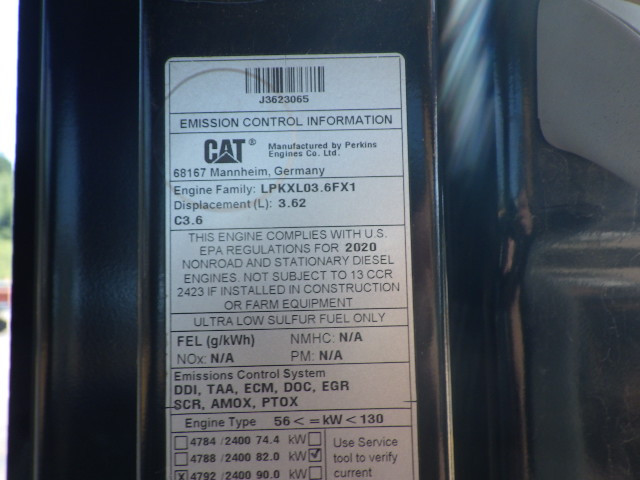 J3623065
EMISSION CONTROL INFORMATION
CAT® Manufactured by Perkins
Engines Co. Ltd.
68167 Mannheim, Germany
Engine Family: LPKXL03.6FX1
Displacement (L): 3.62
C3.6
THIS ENGINE COMPLIES WITH U.S.
EPA REGULATIONS FOR 2020
NONROAD AND STATIONARY DIESEL
ENGINES. NOT SUBJECT TO 13 CCR
2423 IF INSTALLED IN CONSTRUCTION
OR FARM EQUIPMENT
ULTRA LOW SULFUR FUEL ONLY
FEL (g/kWh) NMHC: N/A
NOx: N/A PM: N/A
Emissions Control System
DDI, TAA, ECM, DOC, EGR
SCR, AMOX, PTOX
Engine Type 56 < = kW < 130
4784 /2400 74.4 kW Use Service
4788 /2400 82.0 kW tool to verify
X 4792 /2400 90.0 kW current